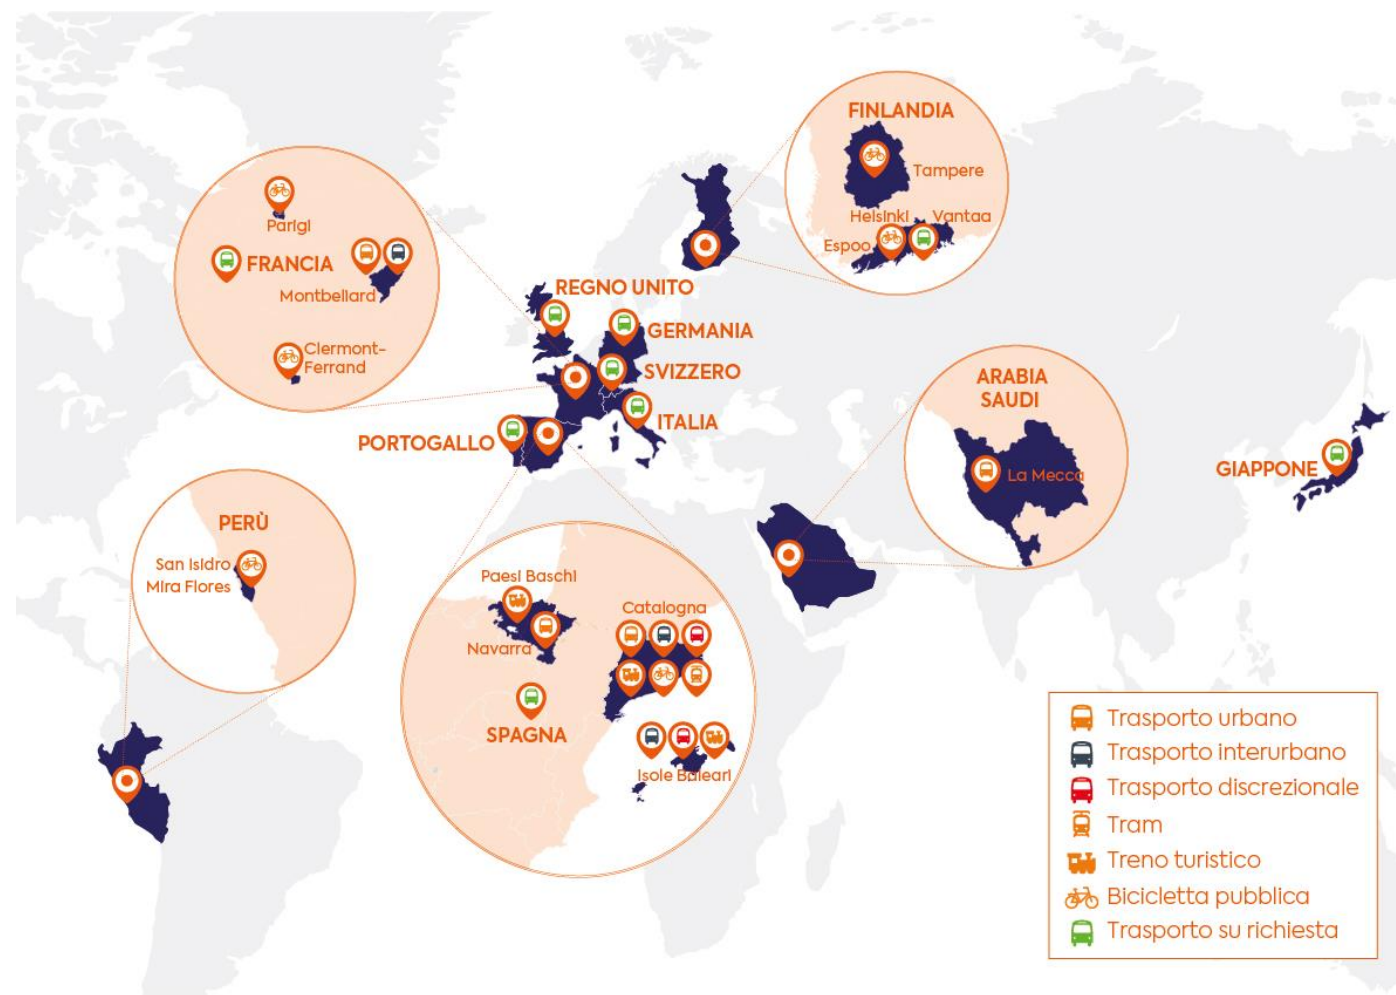 FINLANDIA
Tampere
Helsinki
Vantaa
Espoo
Parigi
FRANCIA
Montbeliard
Clermont-
Ferrand
REGNO UNITO
GERMANIA
SVIZZERO
ITALIA
PORTOGALLO
ARABIA
SAUDI
La Mecca
GIAPPONE
PERÙ
San Isidro
Mira Flores
Paesi Baschi
Catalogna
Navarra
SPAGNA
Isole Baleari
Trasporto urbano
Trasporto interurbano
Trasporto discrezionale
Tram
Treno turistico
Bicicletta pubblica
Trasporto su richiesta